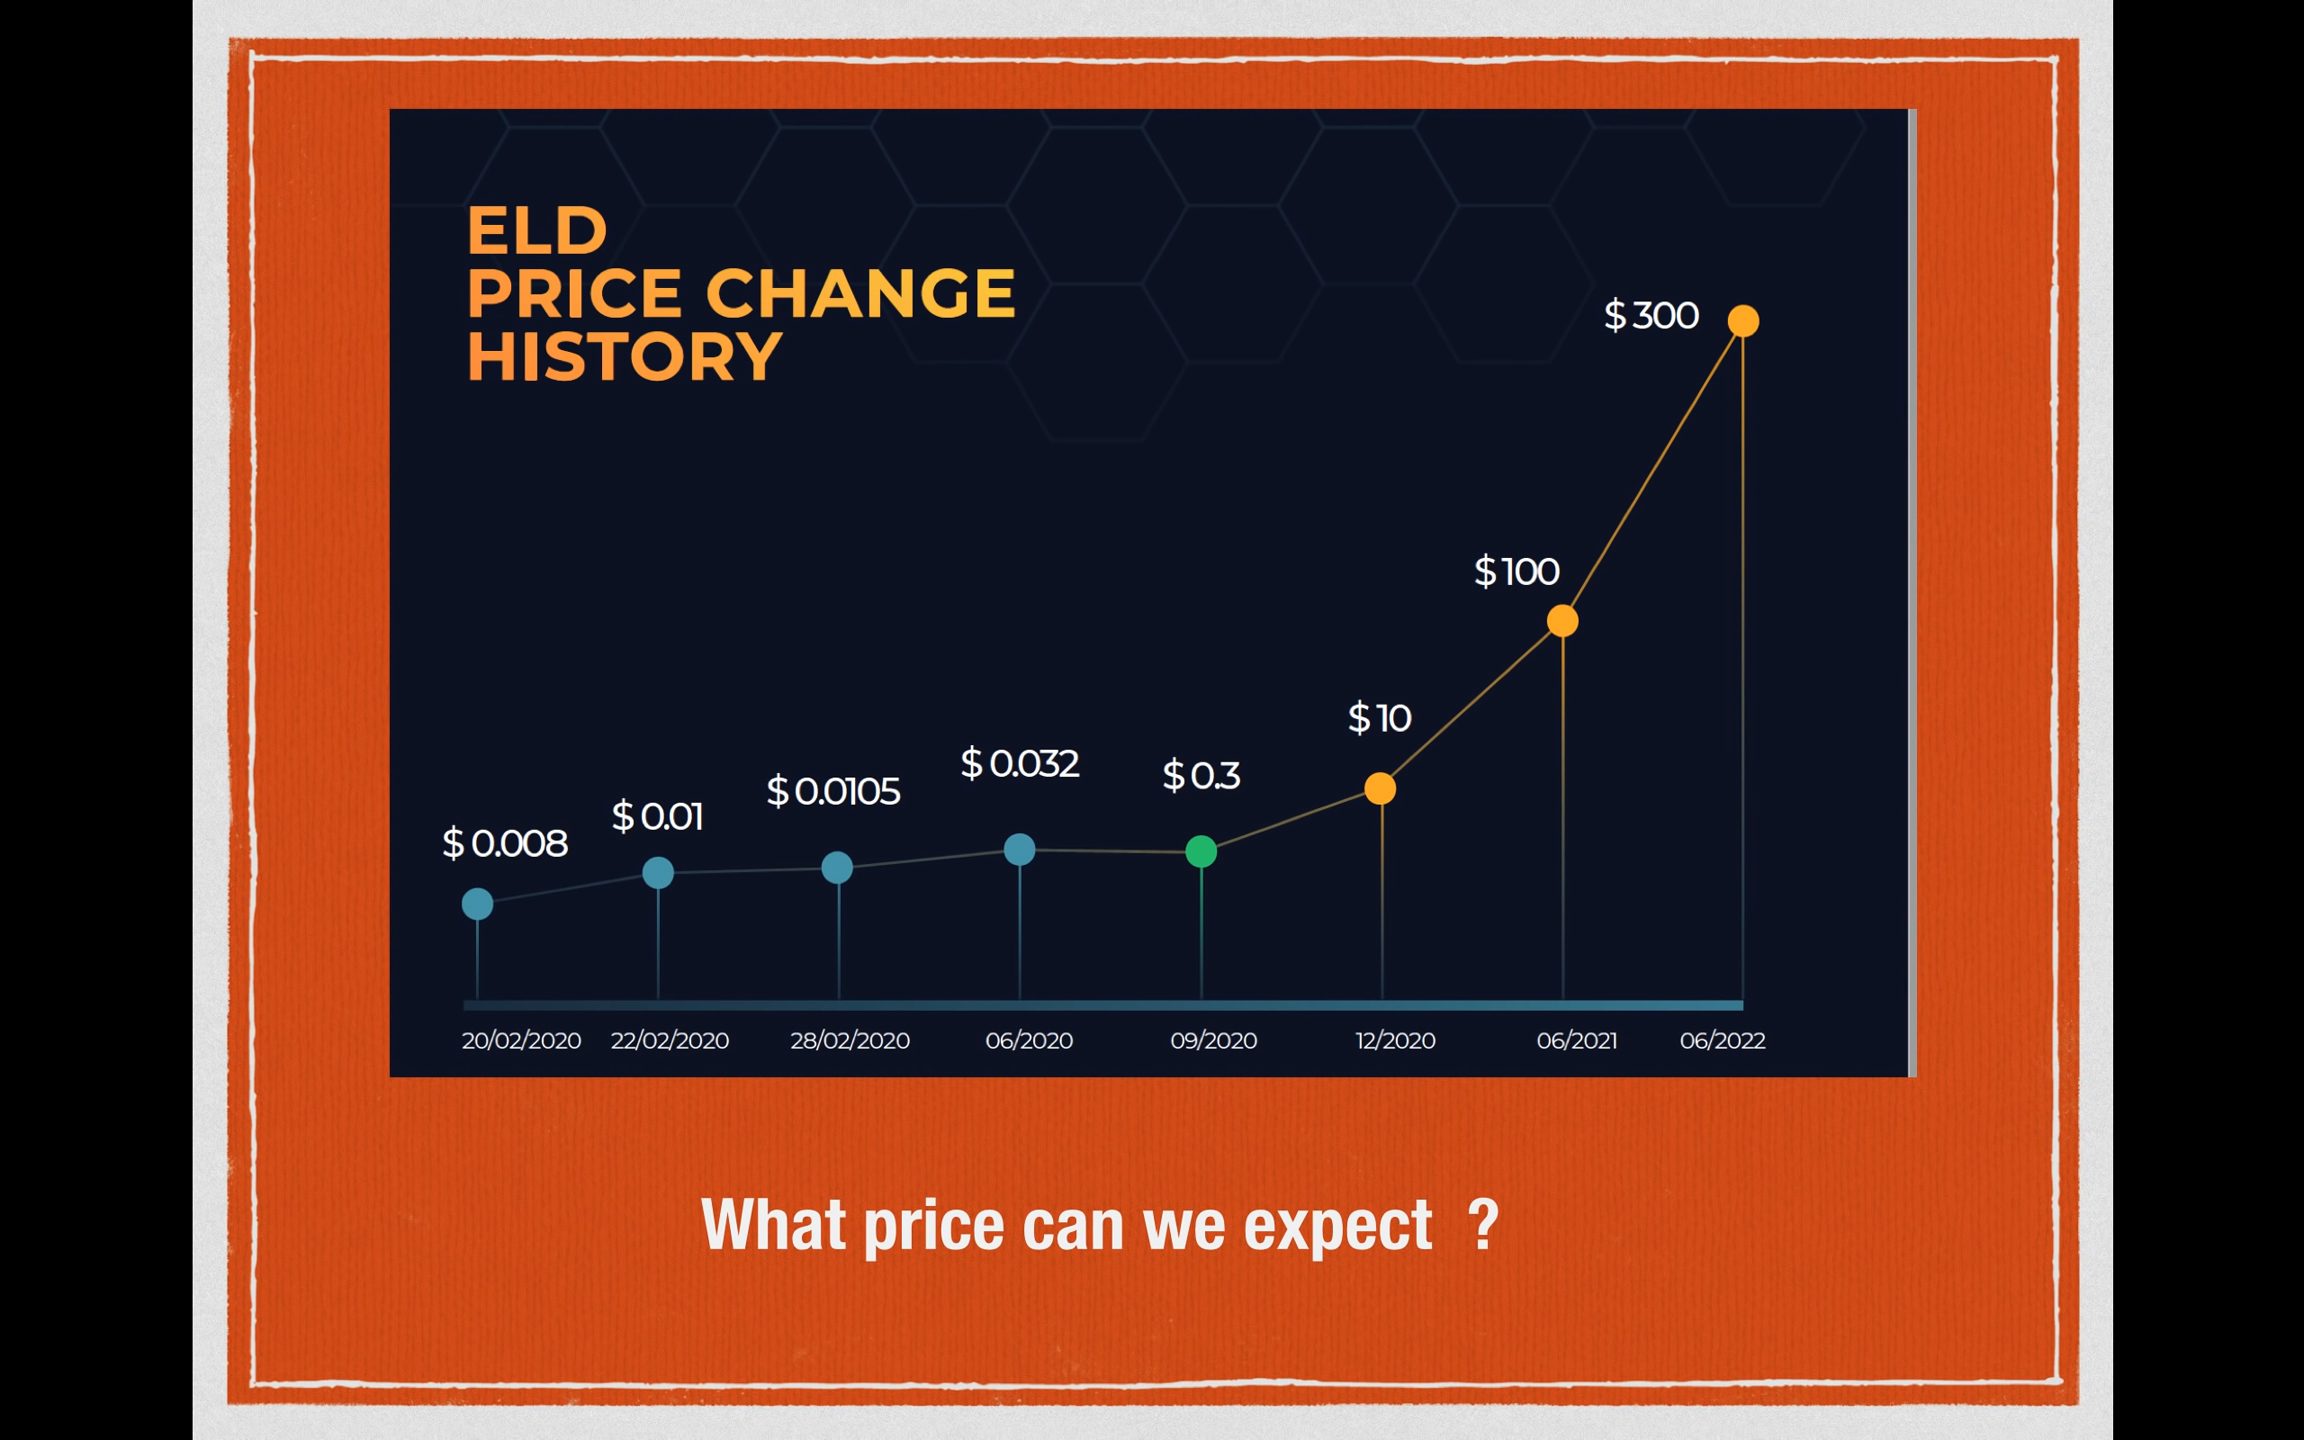 ELD
PRICE CHANGE
HISTORY
$ 300
$ 100
$ 10
$ 0.3
$ 0.032
$ 0.0105
$ 0.01
$ 0.008
20/02/2020 22/02/2020 28/02/2020 06/2020 09/2020 12/2020 06/2021 06/2022
What price can we expect ?